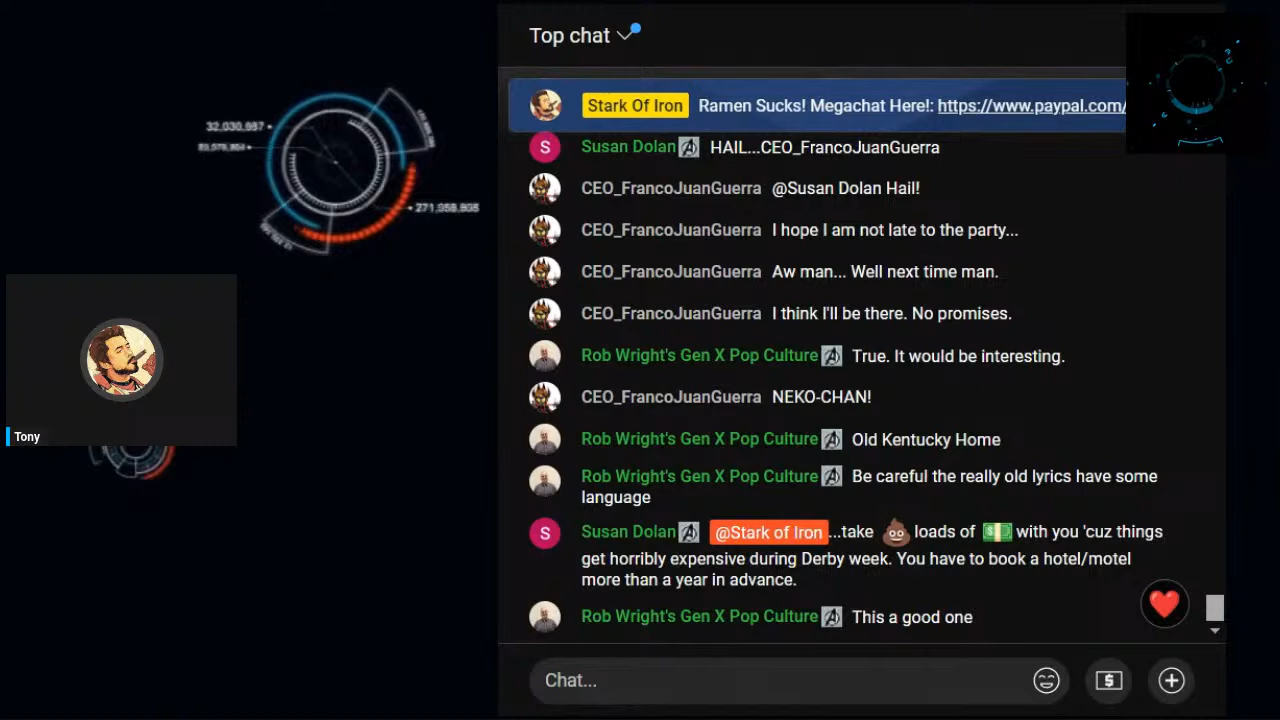 Top chat
Stark Of Iron Ramen Sucks! Megachat Here!: https://www.paypal.com/
S Susan Dolan HAIL...CEO_FrancoJuanGuerra
CEO_FrancoJuanGuerra @Susan Dolan Hail!
CEO_FrancoJuanGuerra I hope I am not late to the party...
CEO_FrancoJuanGuerra Aw man... Well next time man.
CEO_FrancoJuanGuerra I think I'll be there. No promises.
Rob Wright's Gen X Pop Culture True. It would be interesting.
CEO_FrancoJuanGuerra NEKO-CHAN!
Rob Wright's Gen X Pop Culture Old Kentucky Home
Rob Wright's Gen X Pop Culture Be careful the really old lyrics have some
language
S Susan Dolan @Stark of Iron...take 💩 loads of 💵 with you 'cuz things
get horribly expensive during Derby week. You have to book a hotel/motel
more than a year in advance.
Rob Wright's Gen X Pop Culture This a good one
Chat...
Tony